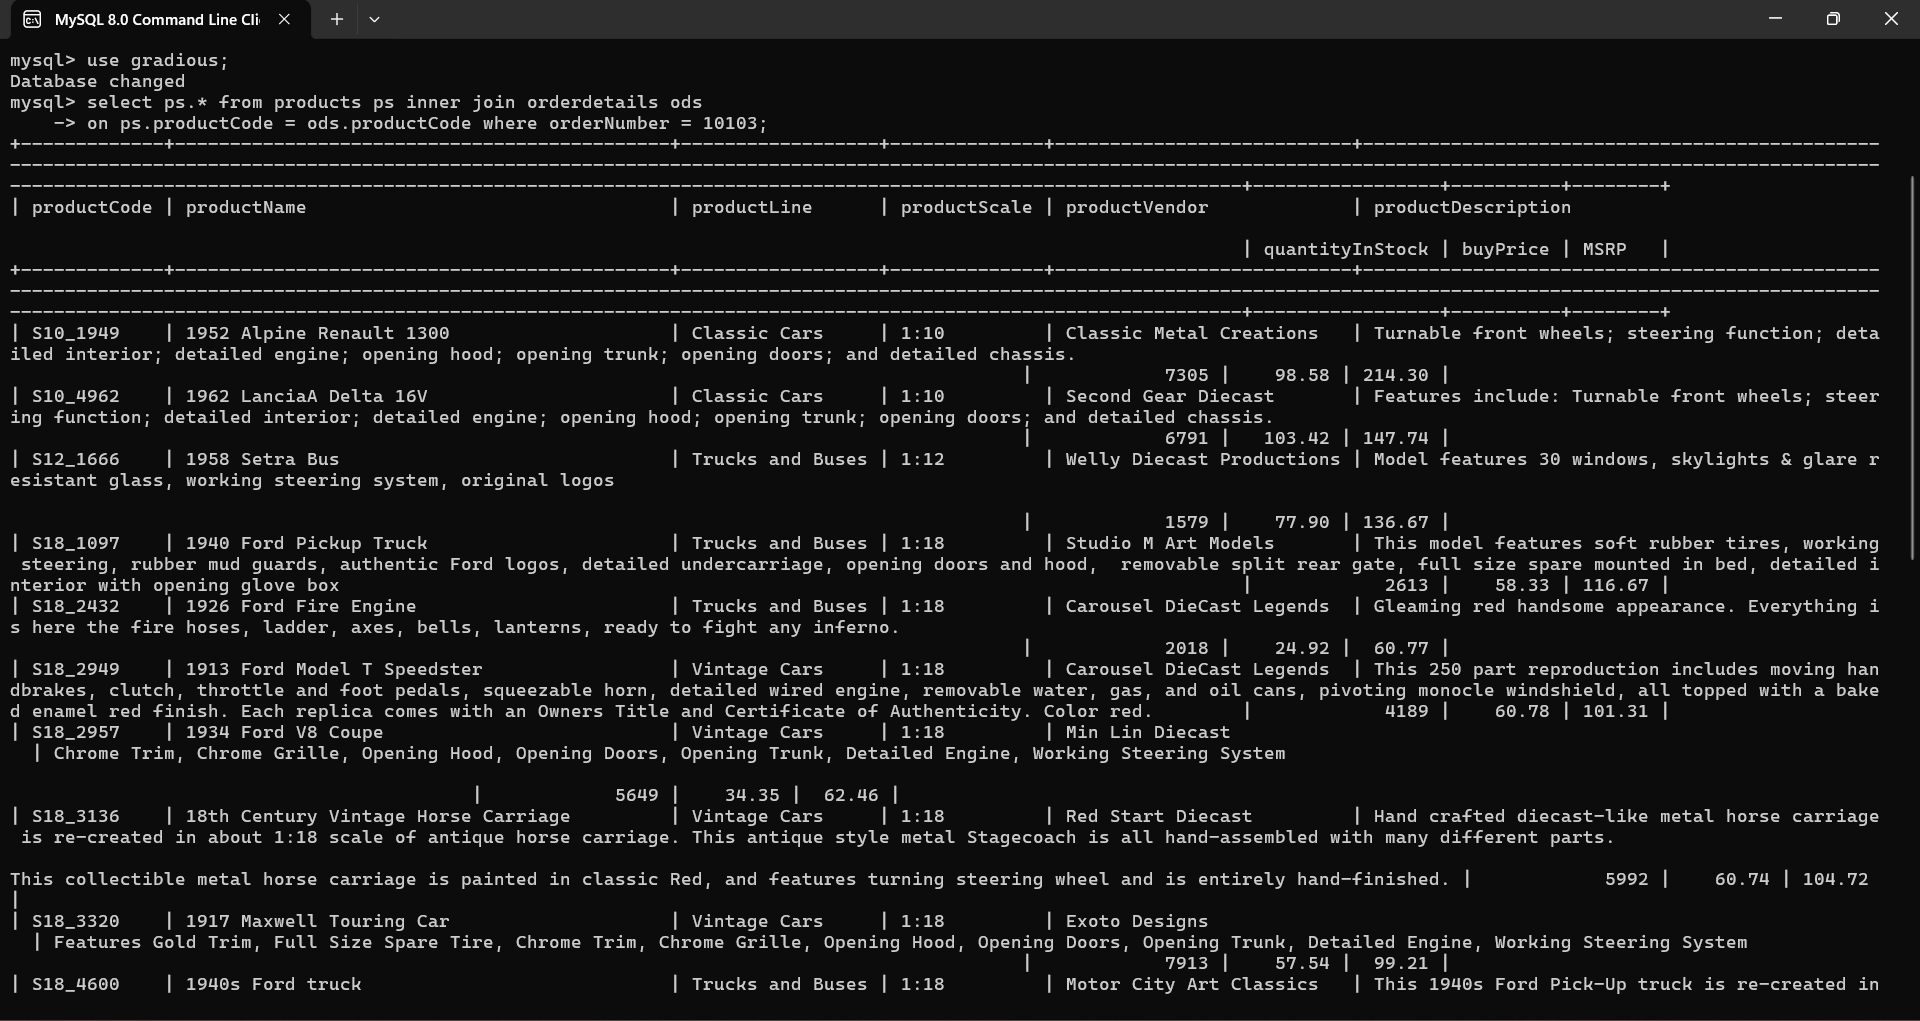 MySQL 8.0 Command Line Cli
mysql> use gradious;
Database changed
mysql> select ps.* from products ps inner join orderdetails ods
    -> on ps.productCode = ods.productCode where orderNumber = 10103;
| productCode | productName | productLine | productScale | productVendor | productDescription
| quantityInStock | buyPrice | MSRP |
| S10_1949 | 1952 Alpine Renault 1300 | Classic Cars | 1:10 | Classic Metal Creations | Turnable front wheels; steering function; deta
iled interior; detailed engine; opening hood; opening trunk; opening doors; and detailed chassis.
| 7305 | 98.58 | 214.30 |
| S10_4962 | 1962 LanciaA Delta 16V | Classic Cars | 1:10 | Second Gear Diecast | Features include: Turnable front wheels; steer
ing function; detailed interior; detailed engine; opening hood; opening trunk; opening doors; and detailed chassis.
| 6791 | 103.42 | 147.74 |
| S12_1666 | 1958 Setra Bus | Trucks and Buses | 1:12 | Welly Diecast Productions | Model features 30 windows, skylights & glare r
esistant glass, working steering system, original logos
| 1579 | 77.90 | 136.67 |
| S18_1097 | 1940 Ford Pickup Truck | Trucks and Buses | 1:18 | Studio M Art Models | This model features soft rubber tires, working
 steering, rubber mud guards, authentic Ford logos, detailed undercarriage, opening doors and hood,  removable split rear gate, full size spare mounted in bed, detailed i
nterior with opening glove box | 2613 | 58.33 | 116.67 |
| S18_2432 | 1926 Ford Fire Engine | Trucks and Buses | 1:18 | Carousel DieCast Legends | Gleaming red handsome appearance. Everything i
s here the fire hoses, ladder, axes, bells, lanterns, ready to fight any inferno.
| 2018 | 24.92 | 60.77 |
| S18_2949 | 1913 Ford Model T Speedster | Vintage Cars | 1:18 | Carousel DieCast Legends | This 250 part reproduction includes moving han
dbrakes, clutch, throttle and foot pedals, squeezable horn, detailed wired engine, removable water, gas, and oil cans, pivoting monocle windshield, all topped with a bake
d enamel red finish. Each replica comes with an Owners Title and Certificate of Authenticity. Color red. | 4189 | 60.78 | 101.31 |
| S18_2957 | 1934 Ford V8 Coupe | Vintage Cars | 1:18 | Min Lin Diecast
| Chrome Trim, Chrome Grille, Opening Hood, Opening Doors, Opening Trunk, Detailed Engine, Working Steering System
| 5649 | 34.35 | 62.46 |
| S18_3136 | 18th Century Vintage Horse Carriage | Vintage Cars | 1:18 | Red Start Diecast | Hand crafted diecast-like metal horse carriage
 is re-created in about 1:18 scale of antique horse carriage. This antique style metal Stagecoach is all hand-assembled with many different parts.
This collectible metal horse carriage is painted in classic Red, and features turning steering wheel and is entirely hand-finished. | 5992 | 60.74 | 104.72
|
| S18_3320 | 1917 Maxwell Touring Car | Vintage Cars | 1:18 | Exoto Designs
| Features Gold Trim, Full Size Spare Tire, Chrome Trim, Chrome Grille, Opening Hood, Opening Doors, Opening Trunk, Detailed Engine, Working Steering System
| 7913 | 57.54 | 99.21 |
| S18_4600 | 1940s Ford truck | Trucks and Buses | 1:18 | Motor City Art Classics | This 1940s Ford Pick-Up truck is re-created in